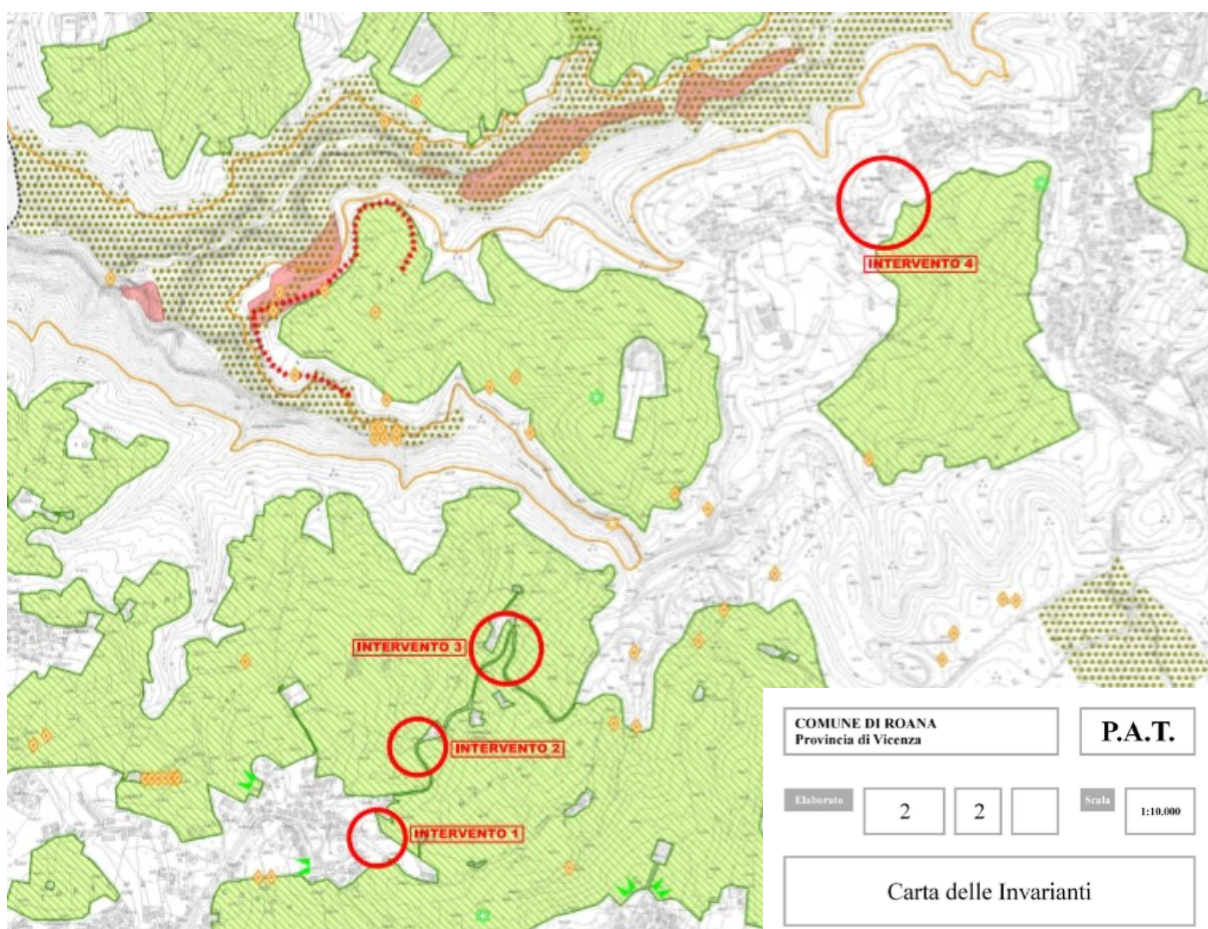 INTERVENTO 4
INTERVENTO 3
INTERVENTO 2
INTERVENTO 1
COMUNE DI ROANA
Provincia di Vicenza
P.A.T.
Elaborato
2
2
Scala
1:10.000
Carta delle Invarianti